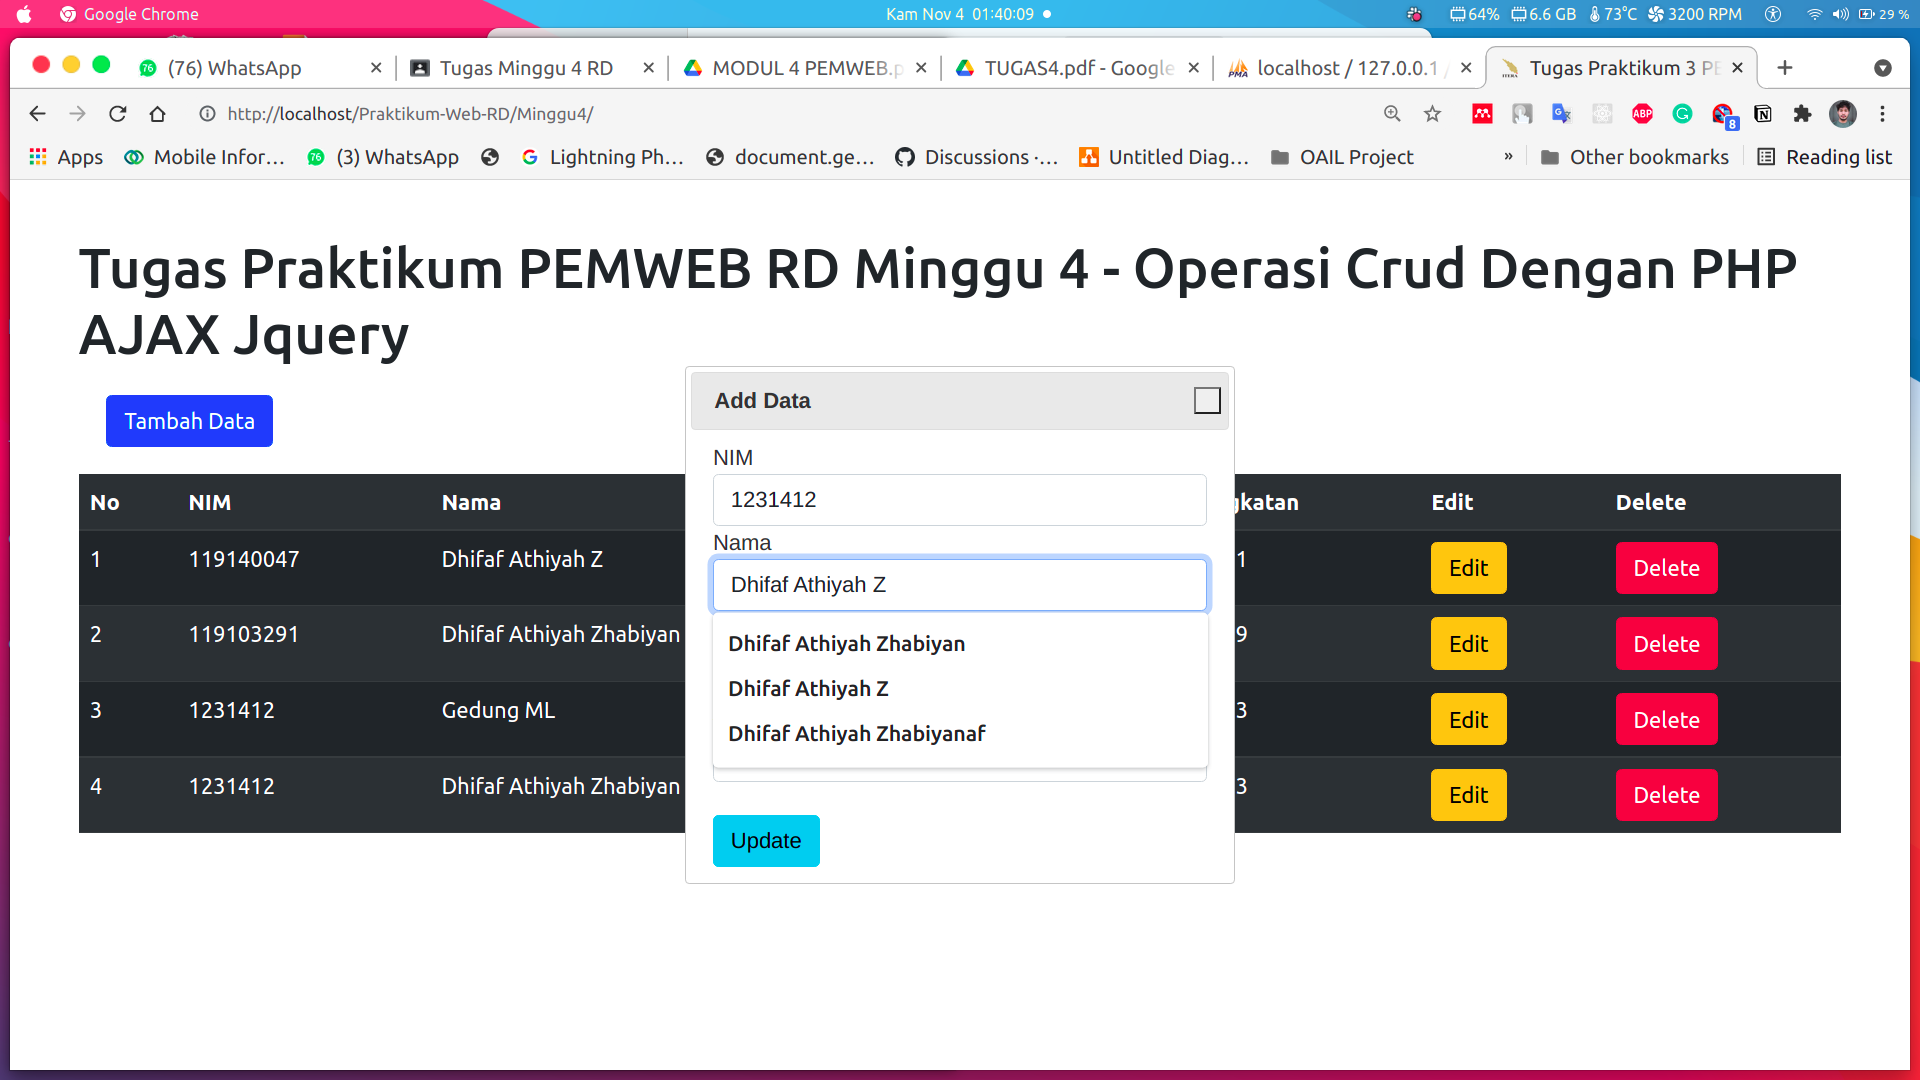 Google Chrome
Kam Nov 4 01:40:09
64% 6.6 GB 73°C 3200 RPM 29 %
(76) WhatsApp
Tugas Minggu 4 RD
MODUL 4 PEMWEB.p
TUGAS4.pdf - Google
localhost / 127.0.0.1 /
Tugas Praktikum 3 PE
http://localhost/Praktikum-Web-RD/Minggu4/
ABP
8
Apps
Mobile Infor...
(3) WhatsApp
Lightning Ph...
document.ge...
Discussions ·...
Untitled Diag...
OAIL Project
»
Other bookmarks
Reading list
Tugas Praktikum PEMWEB RD Minggu 4 - Operasi Crud Dengan PHP
AJAX Jquery
Tambah Data
Add Data
NIM
1231412
Nama
Dhifaf Athiyah Z
Dhifaf Athiyah Zhabiyan
Dhifaf Athiyah Z
Dhifaf Athiyah Zhabiyanaf
Update
No NIM Nama gkatan Edit Delete
1 119140047 Dhifaf Athiyah Z 1 Edit Delete
2 119103291 Dhifaf Athiyah Zhabiyan 9 Edit Delete
3 1231412 Gedung ML 3 Edit Delete
4 1231412 Dhifaf Athiyah Zhabiyan 3 Edit Delete